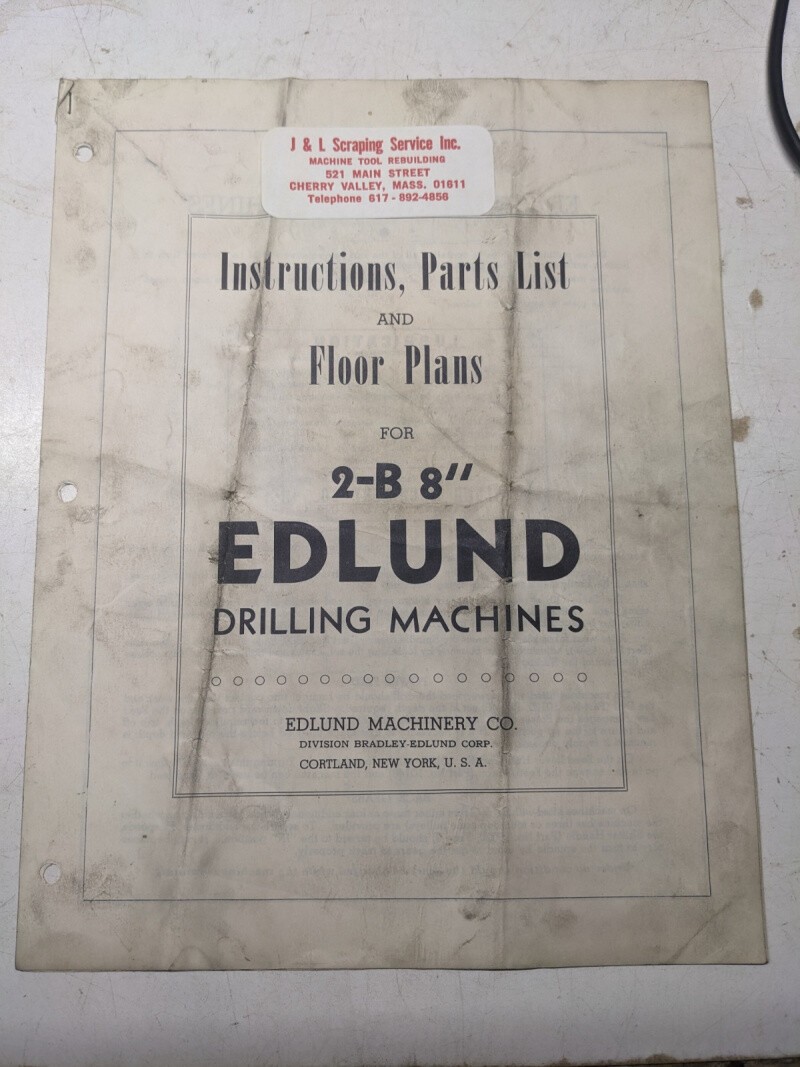 J & L Scraping Service Inc.
MACHINE TOOL REBUILDING
521 MAIN STREET
CHERRY VALLEY, MASS. 01611
Telephone 617 - 892-4856
Instructions, Parts List
AND
Floor Plans
FOR
2-B 8"
EDLUND
DRILLING MACHINES
EDLUND MACHINERY CO.
DIVISION BRADLEY-EDLUND CORP.
CORTLAND, NEW YORK, U. S. A.